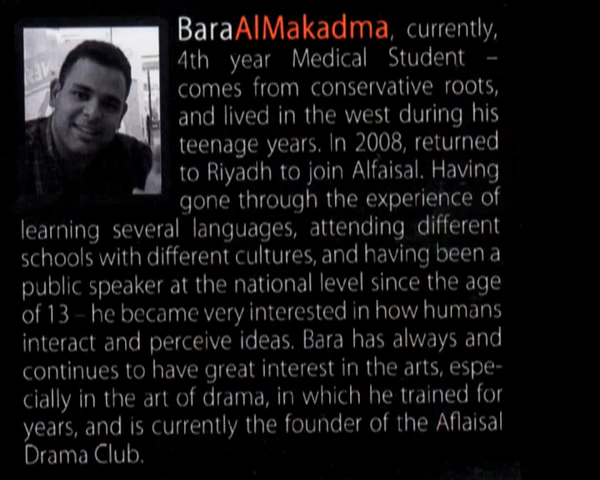 BaraAlMakadma, currently,
4th year Medical Student –
comes from conservative roots,
and lived in the west during his
teenage years. In 2008, returned
to Riyadh to join Alfaisal. Having
gone through the experience of
learning several languages, attending different
schools with different cultures, and having been a
public speaker at the national level since the age
of 13 – he became very interested in how humans
interact and perceive ideas. Bara has always and
continues to have great interest in the arts, espe-
cially in the art of drama, in which he trained for
years, and is currently the founder of the Aflaisal
Drama Club.